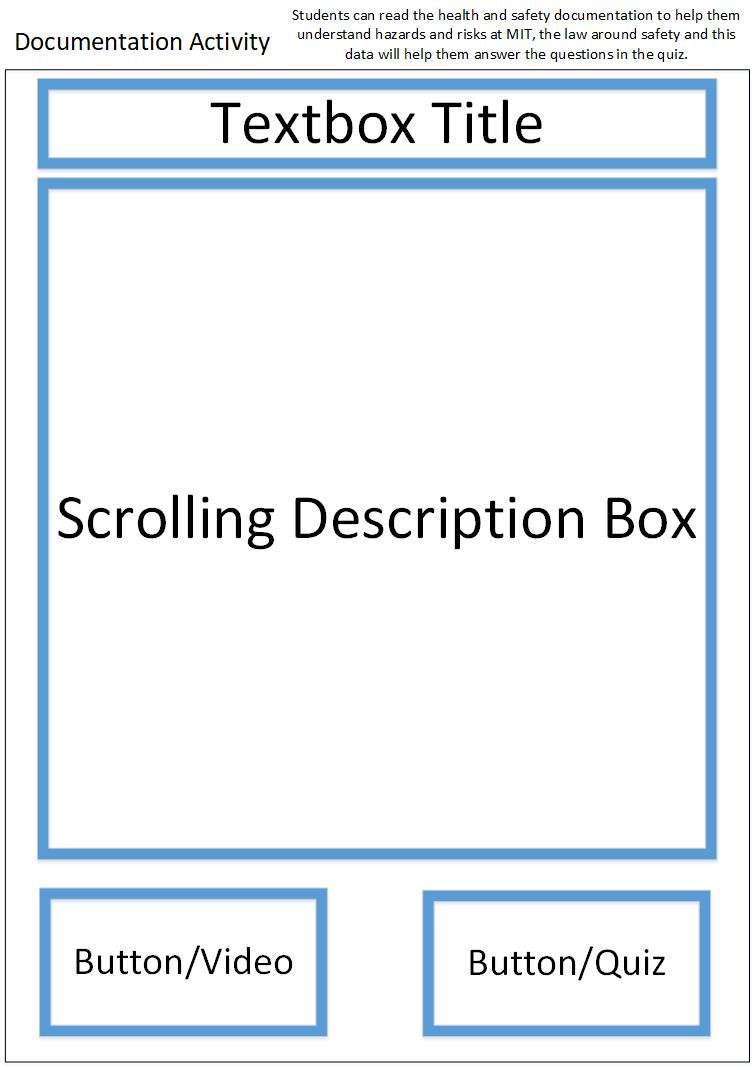 Documentation Activity
Students can read the health and safety documentation to help them
understand hazards and risks at MIT, the law around safety and this
data will help them answer the questions in the quiz.
Textbox Title
Scrolling Description Box
Button/Video
Button/Quiz